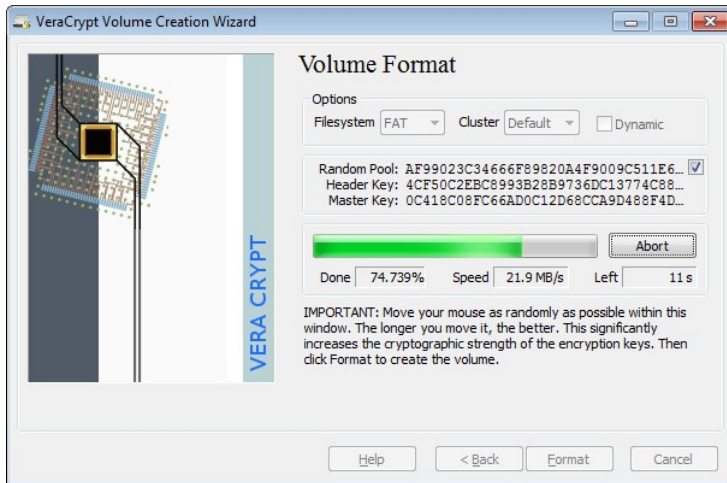 VeraCrypt Volume Creation Wizard
VERA CRYPT
Volume Format
Options
Filesystem FAT Cluster Default Dynamic
Random Pool: AF99023C34666F89820A4F9009C511E6...
Header Key: 4CF50C2EBC8993B28B9736DC13774C88...
Master Key: 0C418C08FC66AD0C12D68CCA9D488F4D...
Abort
Done 74.739% Speed 21.9 MB/s Left 11 s
IMPORTANT: Move your mouse as randomly as possible within this
window. The longer you move it, the better. This significantly
increases the cryptographic strength of the encryption keys. Then
click Format to create the volume.
Help < Back Format Cancel